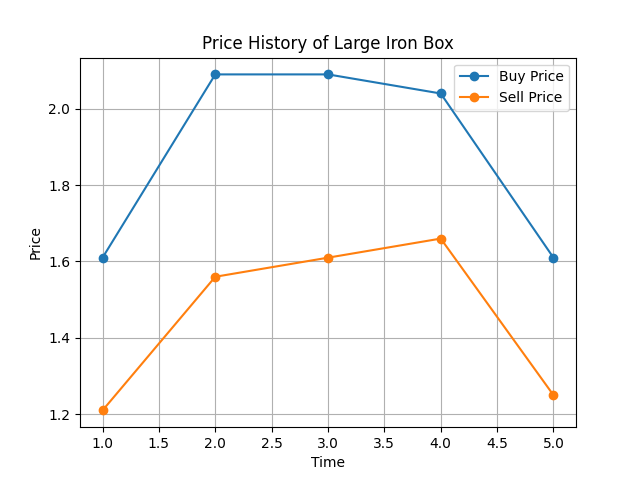 Price History of Large Iron Box
Buy Price
Sell Price
Price
2.0
1.8
1.6
1.4
1.2
1.0 1.5 2.0 2.5 3.0 3.5 4.0 4.5 5.0
Time